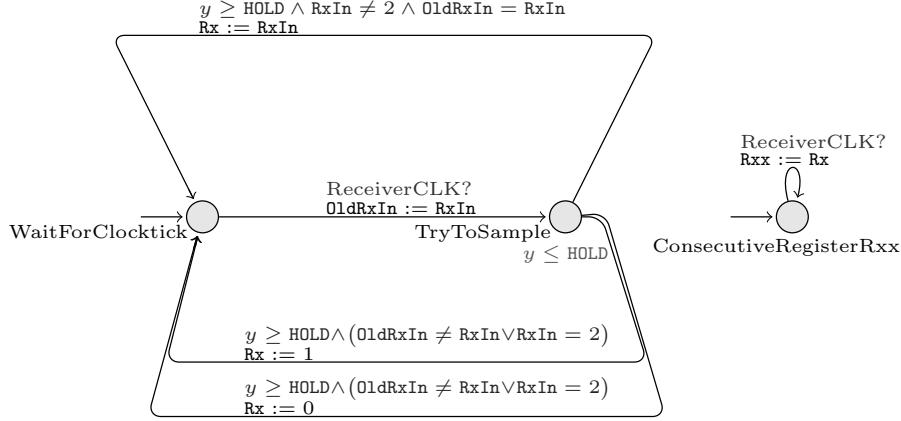 y ≥ HOLD ∧ RxIn ≠ 2 ∧ OldRxIn = RxIn
Rx := RxIn
ReceiverCLK?
OldRxIn := RxIn
WaitForClocktick
TryToSample
y ≤ HOLD
ReceiverCLK?
Rxx := Rx
ConsecutiveRegisterRxx
y ≥ HOLD∧(OldRxIn ≠ RxIn∨RxIn = 2)
Rx := 1
y ≥ HOLD∧(OldRxIn ≠ RxIn∨RxIn = 2)
Rx := 0